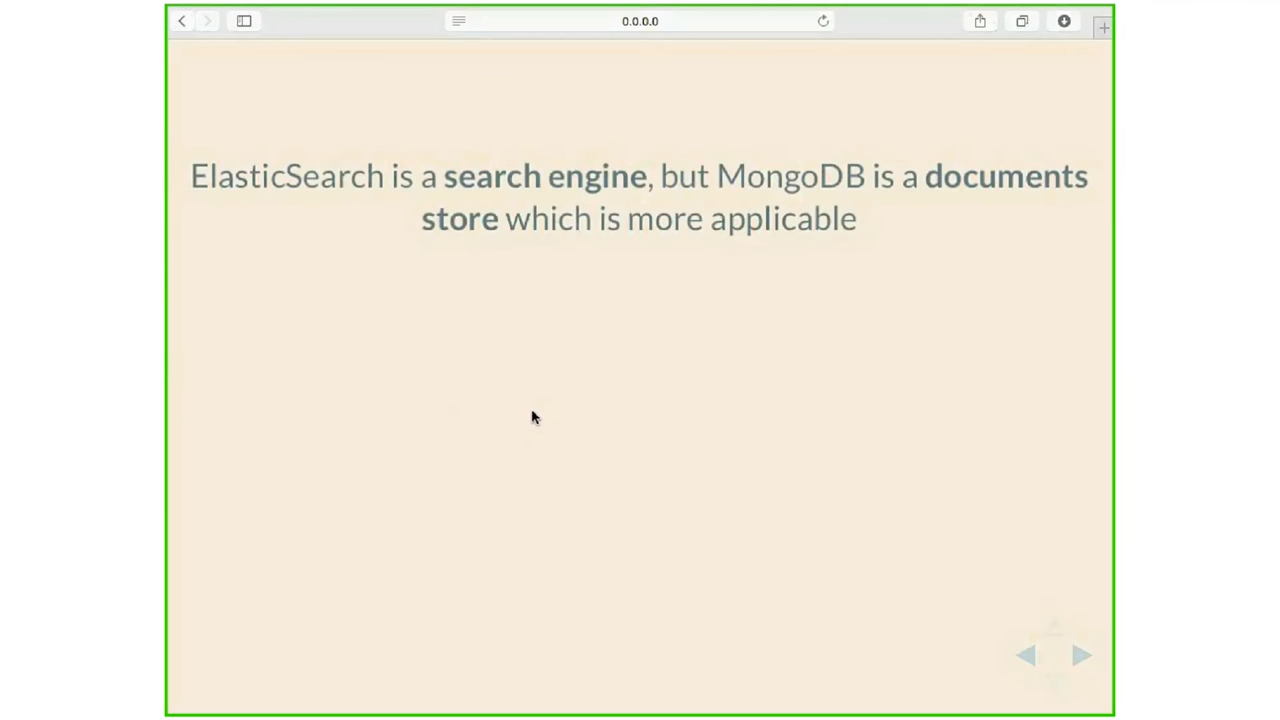 0.0.0.0
ElasticSearch is a search engine, but MongoDB is a documents
store which is more applicable